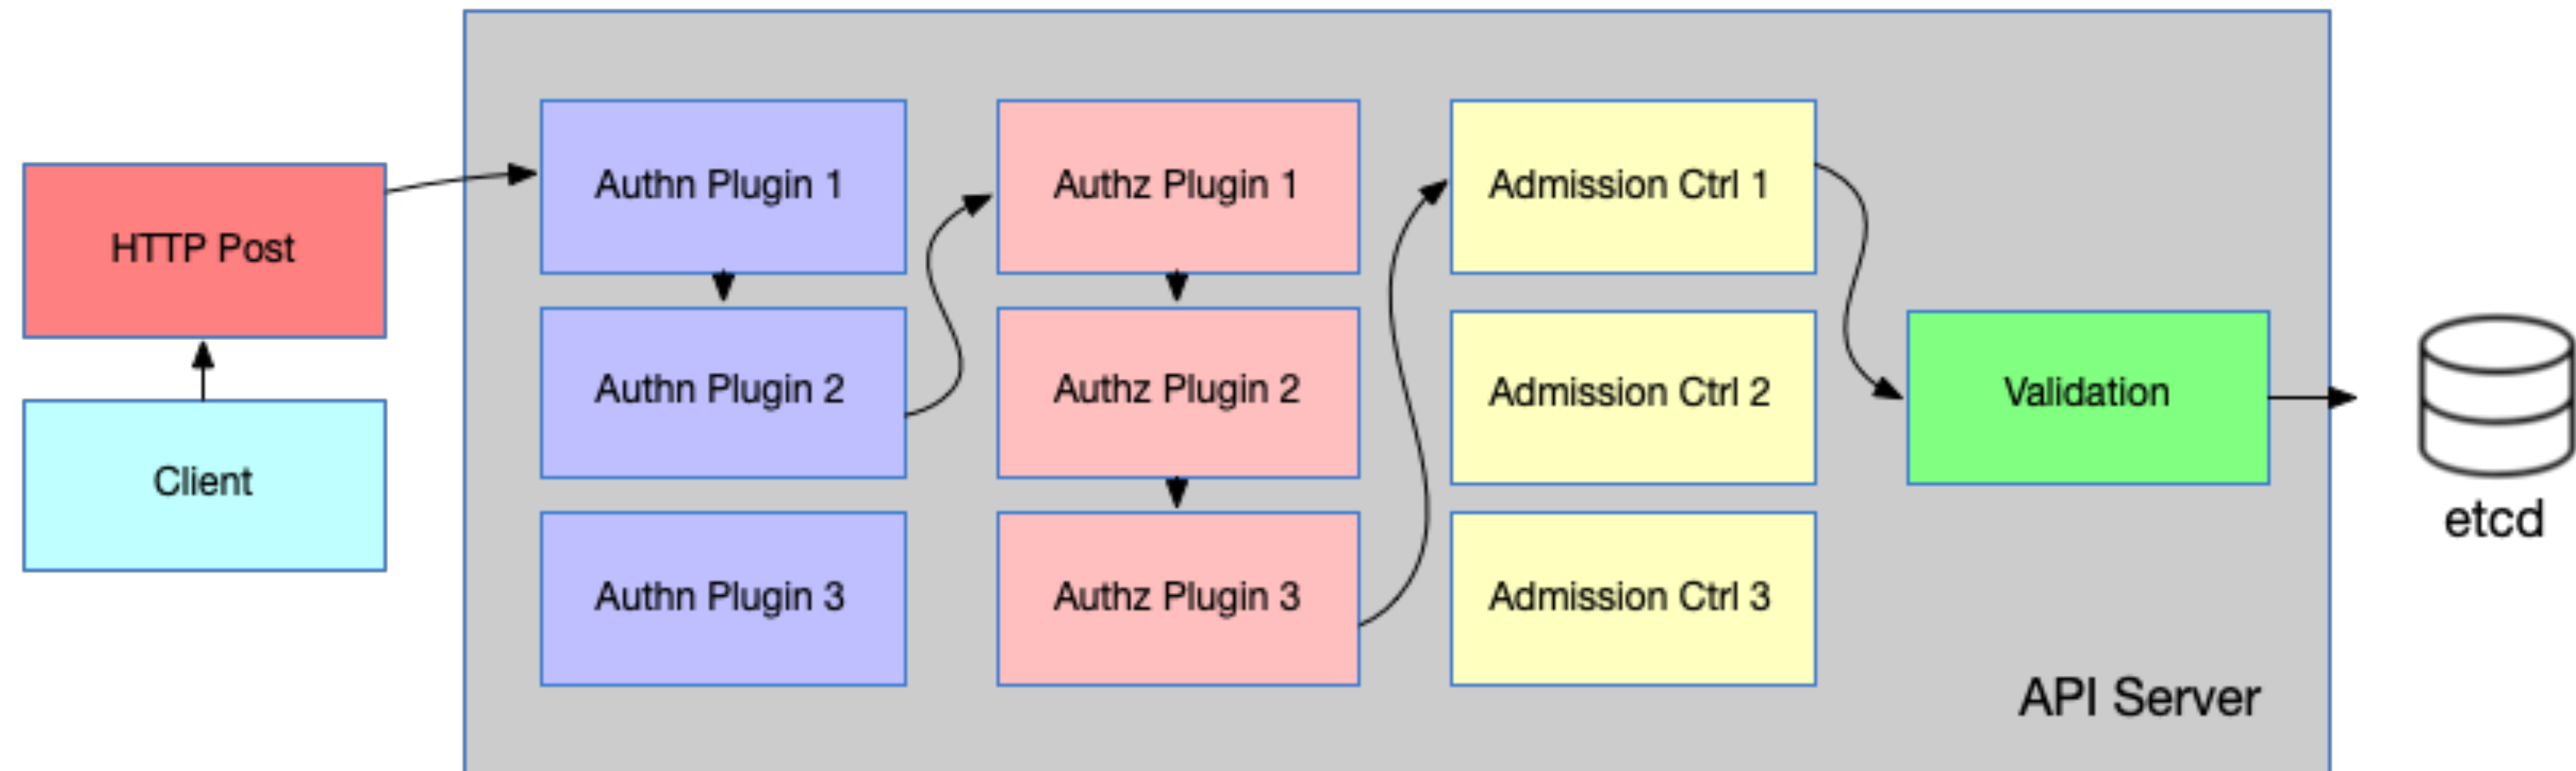 HTTP Post
Client
Authn Plugin 1
Authn Plugin 2
Authn Plugin 3
Authz Plugin 1
Authz Plugin 2
Authz Plugin 3
Admission Ctrl 1
Admission Ctrl 2
Admission Ctrl 3
Validation
API Server
etcd